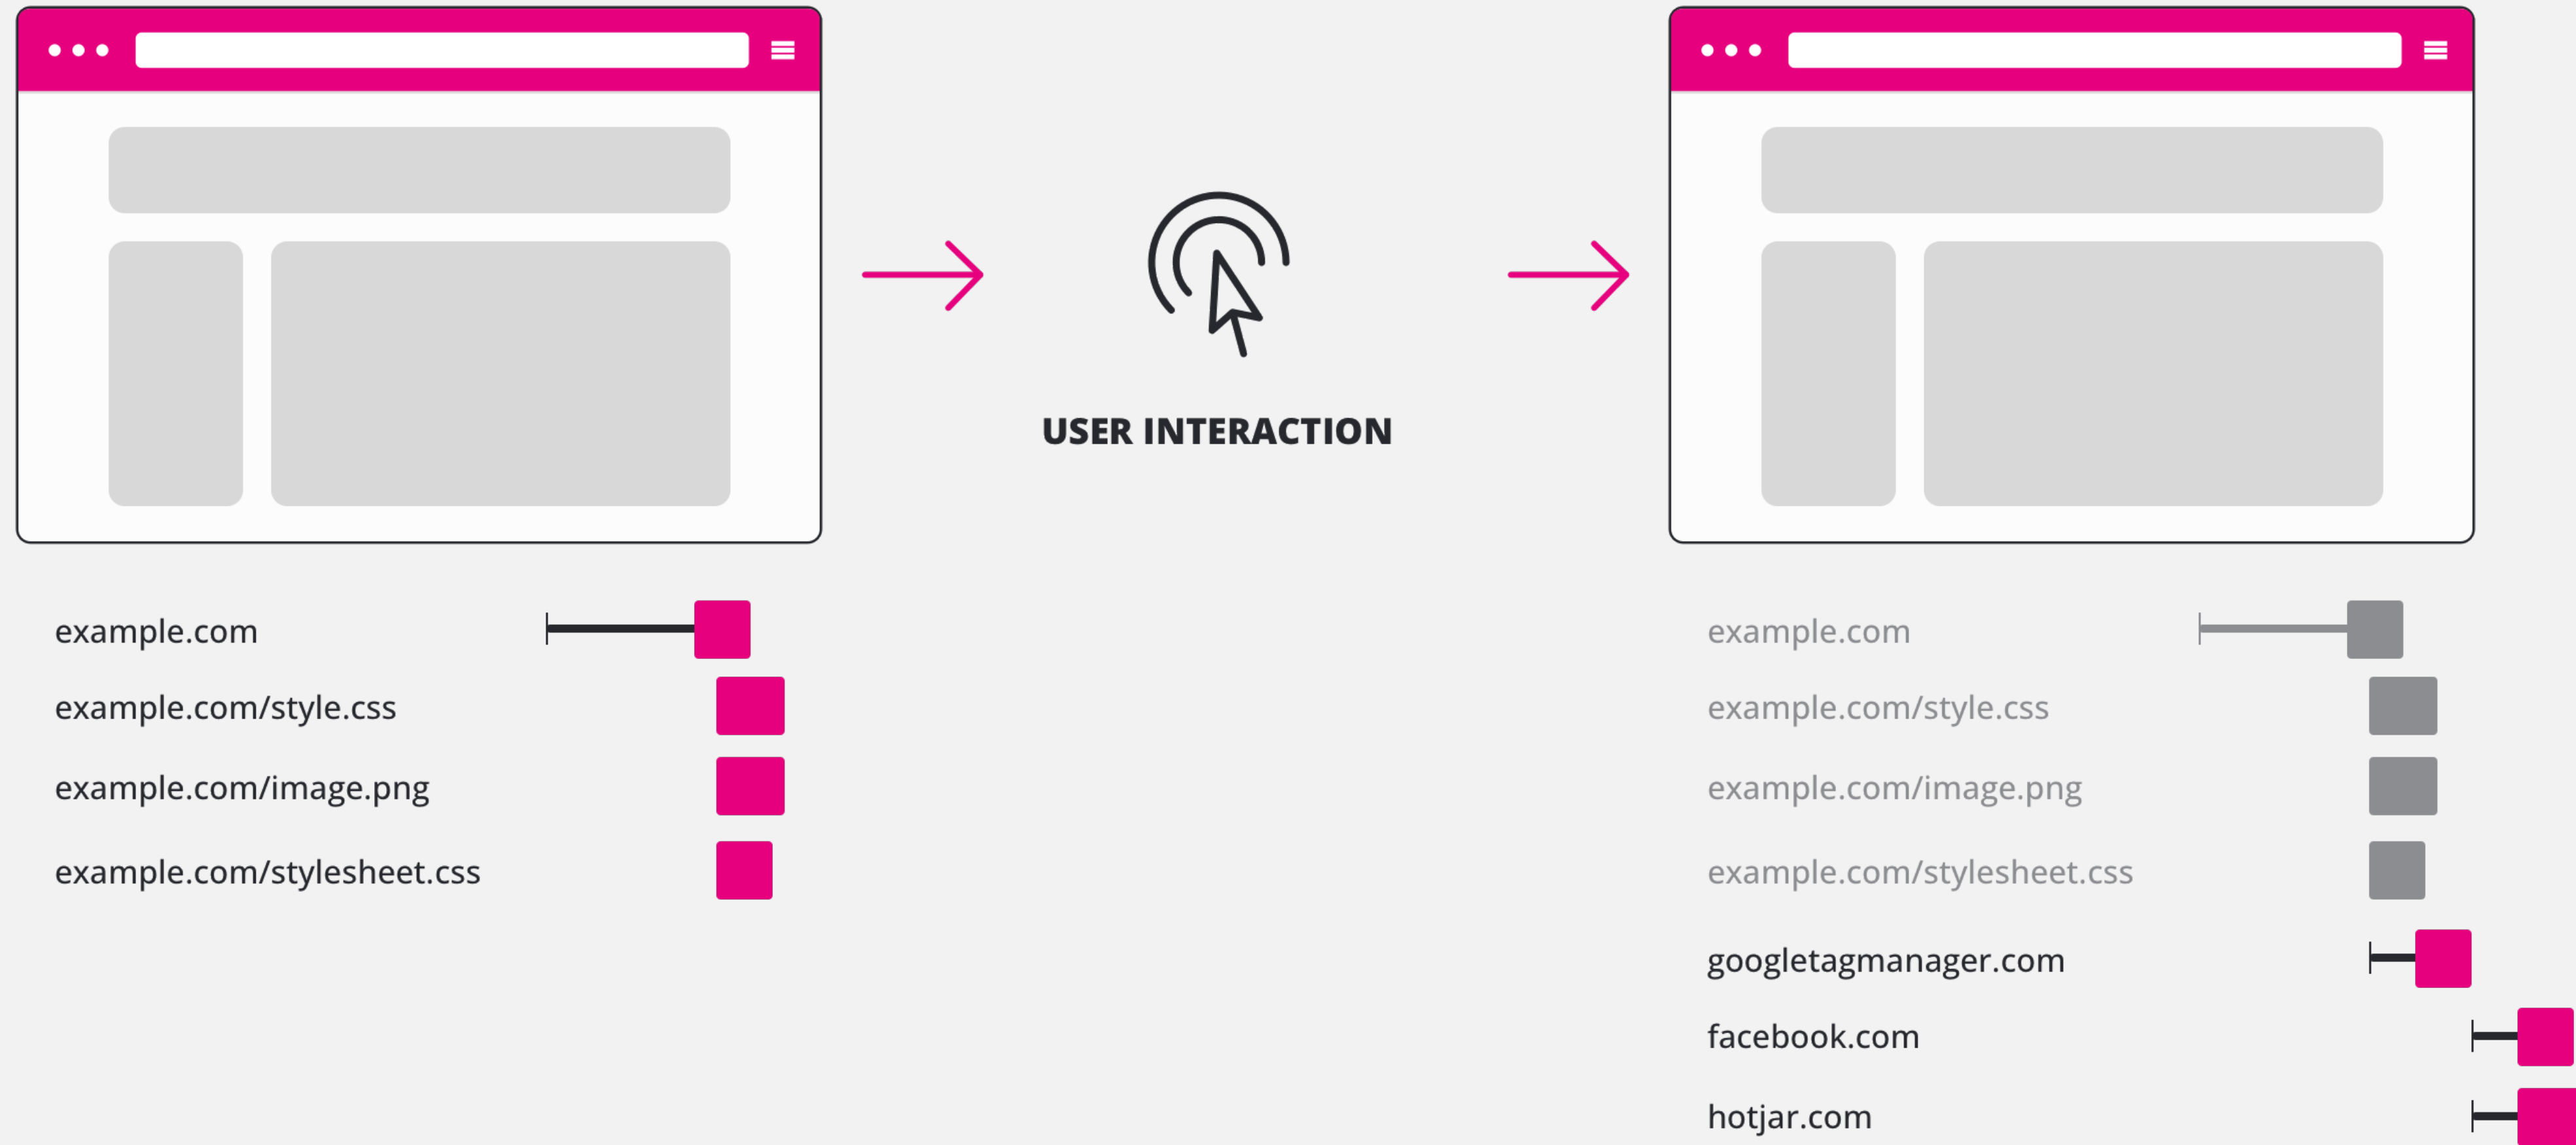 USER INTERACTION
example.com
example.com/style.css
example.com/image.png
example.com/stylesheet.css
example.com
example.com/style.css
example.com/image.png
example.com/stylesheet.css
googletagmanager.com
facebook.com
hotjar.com